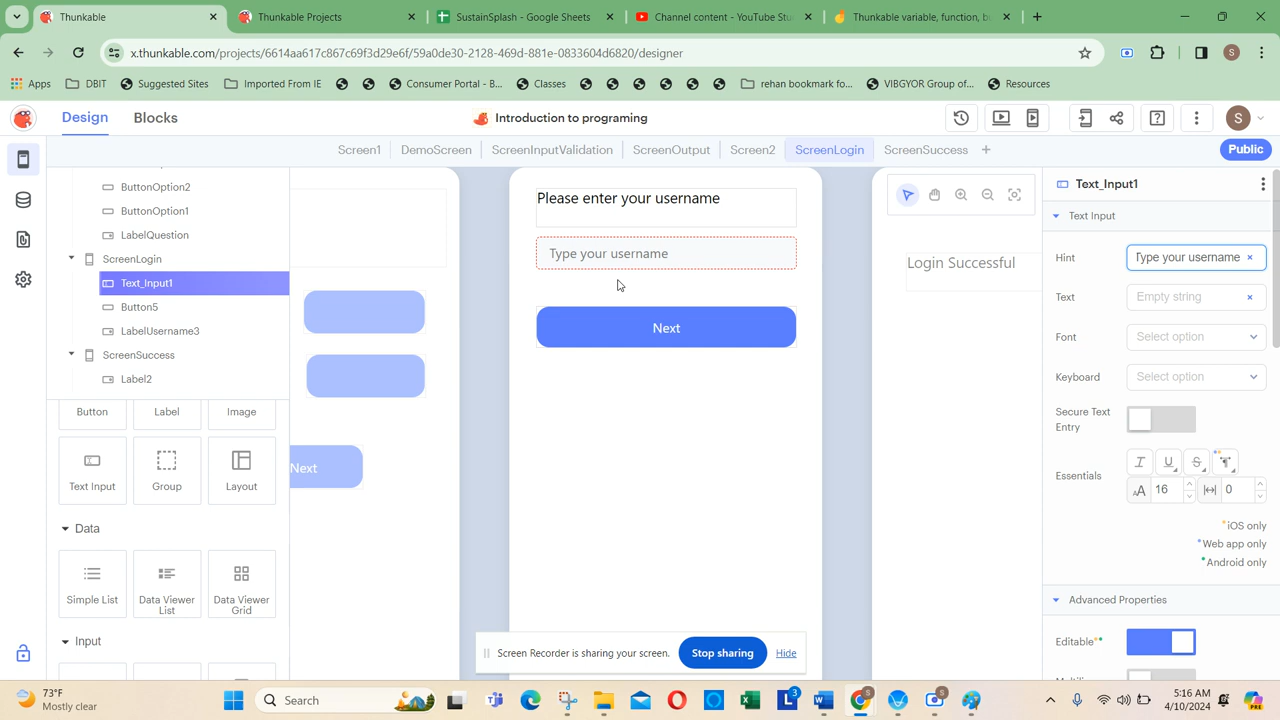 Thunkable Projects
Thunkable Projects
SustainSplash - Google Sheets
Channel content - YouTube Stu
Thunkable variable, function, b
x.thunkable.com/projects/6614aa617c867c69f3d29e6f/59a0de30-2128-469d-881e-0833604d6820/designer
S
Apps
DBIT
Suggested Sites
Imported From IE
Consumer Portal - B...
Classes
rehan bookmark fo...
VIBGYOR Group of...
Resources
Design
Blocks
Introduction to programing
S
Screen1
DemoScreen
ScreenInputValidation
ScreenOutput
Screen2
ScreenLogin
ScreenSuccess
Public
ButtonOption2
ButtonOption1
LabelQuestion
ScreenLogin
Text_Input1
Button5
LabelUsername3
ScreenSuccess
Label2
Button
Label
Image
Text Input
Group
Layout
Data
Simple List
Data Viewer List
Data Viewer Grid
Input
Next
Please enter your username
Type your username
Next
Login Successful
Text_Input1
Text Input
Hint
Type your username
Text
Empty string
Font
Select option
Keyboard
Select option
Secure Text
Entry
Essentials
16
0
*iOS only
*Web app only
*Android only
Advanced Properties
Editable
Screen Recorder is sharing your screen.
Stop sharing
Hide
73°F
Mostly clear
Search
3
5:16 AM
4/10/2024